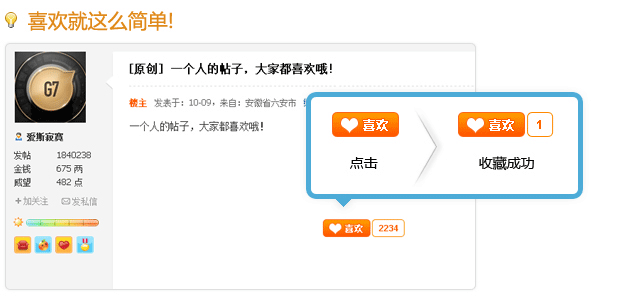 喜欢就这么简单!
G7
爱斯寂寞
发帖 1840238
金钱 675 两
威望 482 点
+加关注 发私信
[原创] 一个人的帖子，大家都喜欢哦!
楼主 发表于：10-09，来自：安徽省六安市
一个人的帖子，大家都喜欢哦!
喜欢 喜欢 1
点击 收藏成功
喜欢 2234